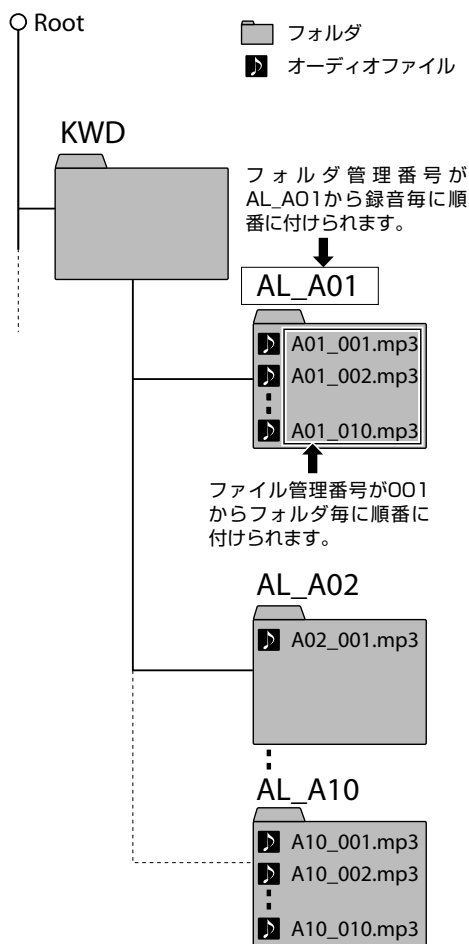 Root
フォルダ
オーディオファイル
KWD
フォルダ管理番号が
AL_A01から録音毎に順
番に付けられます。
AL_A01
A01_001.mp3
A01_002.mp3
A01_010.mp3
ファイル管理番号が001
からフォルダ毎に順番に
付けられます。
AL_A02
A02_001.mp3
AL_A10
A10_001.mp3
A10_002.mp3
A10_010.mp3